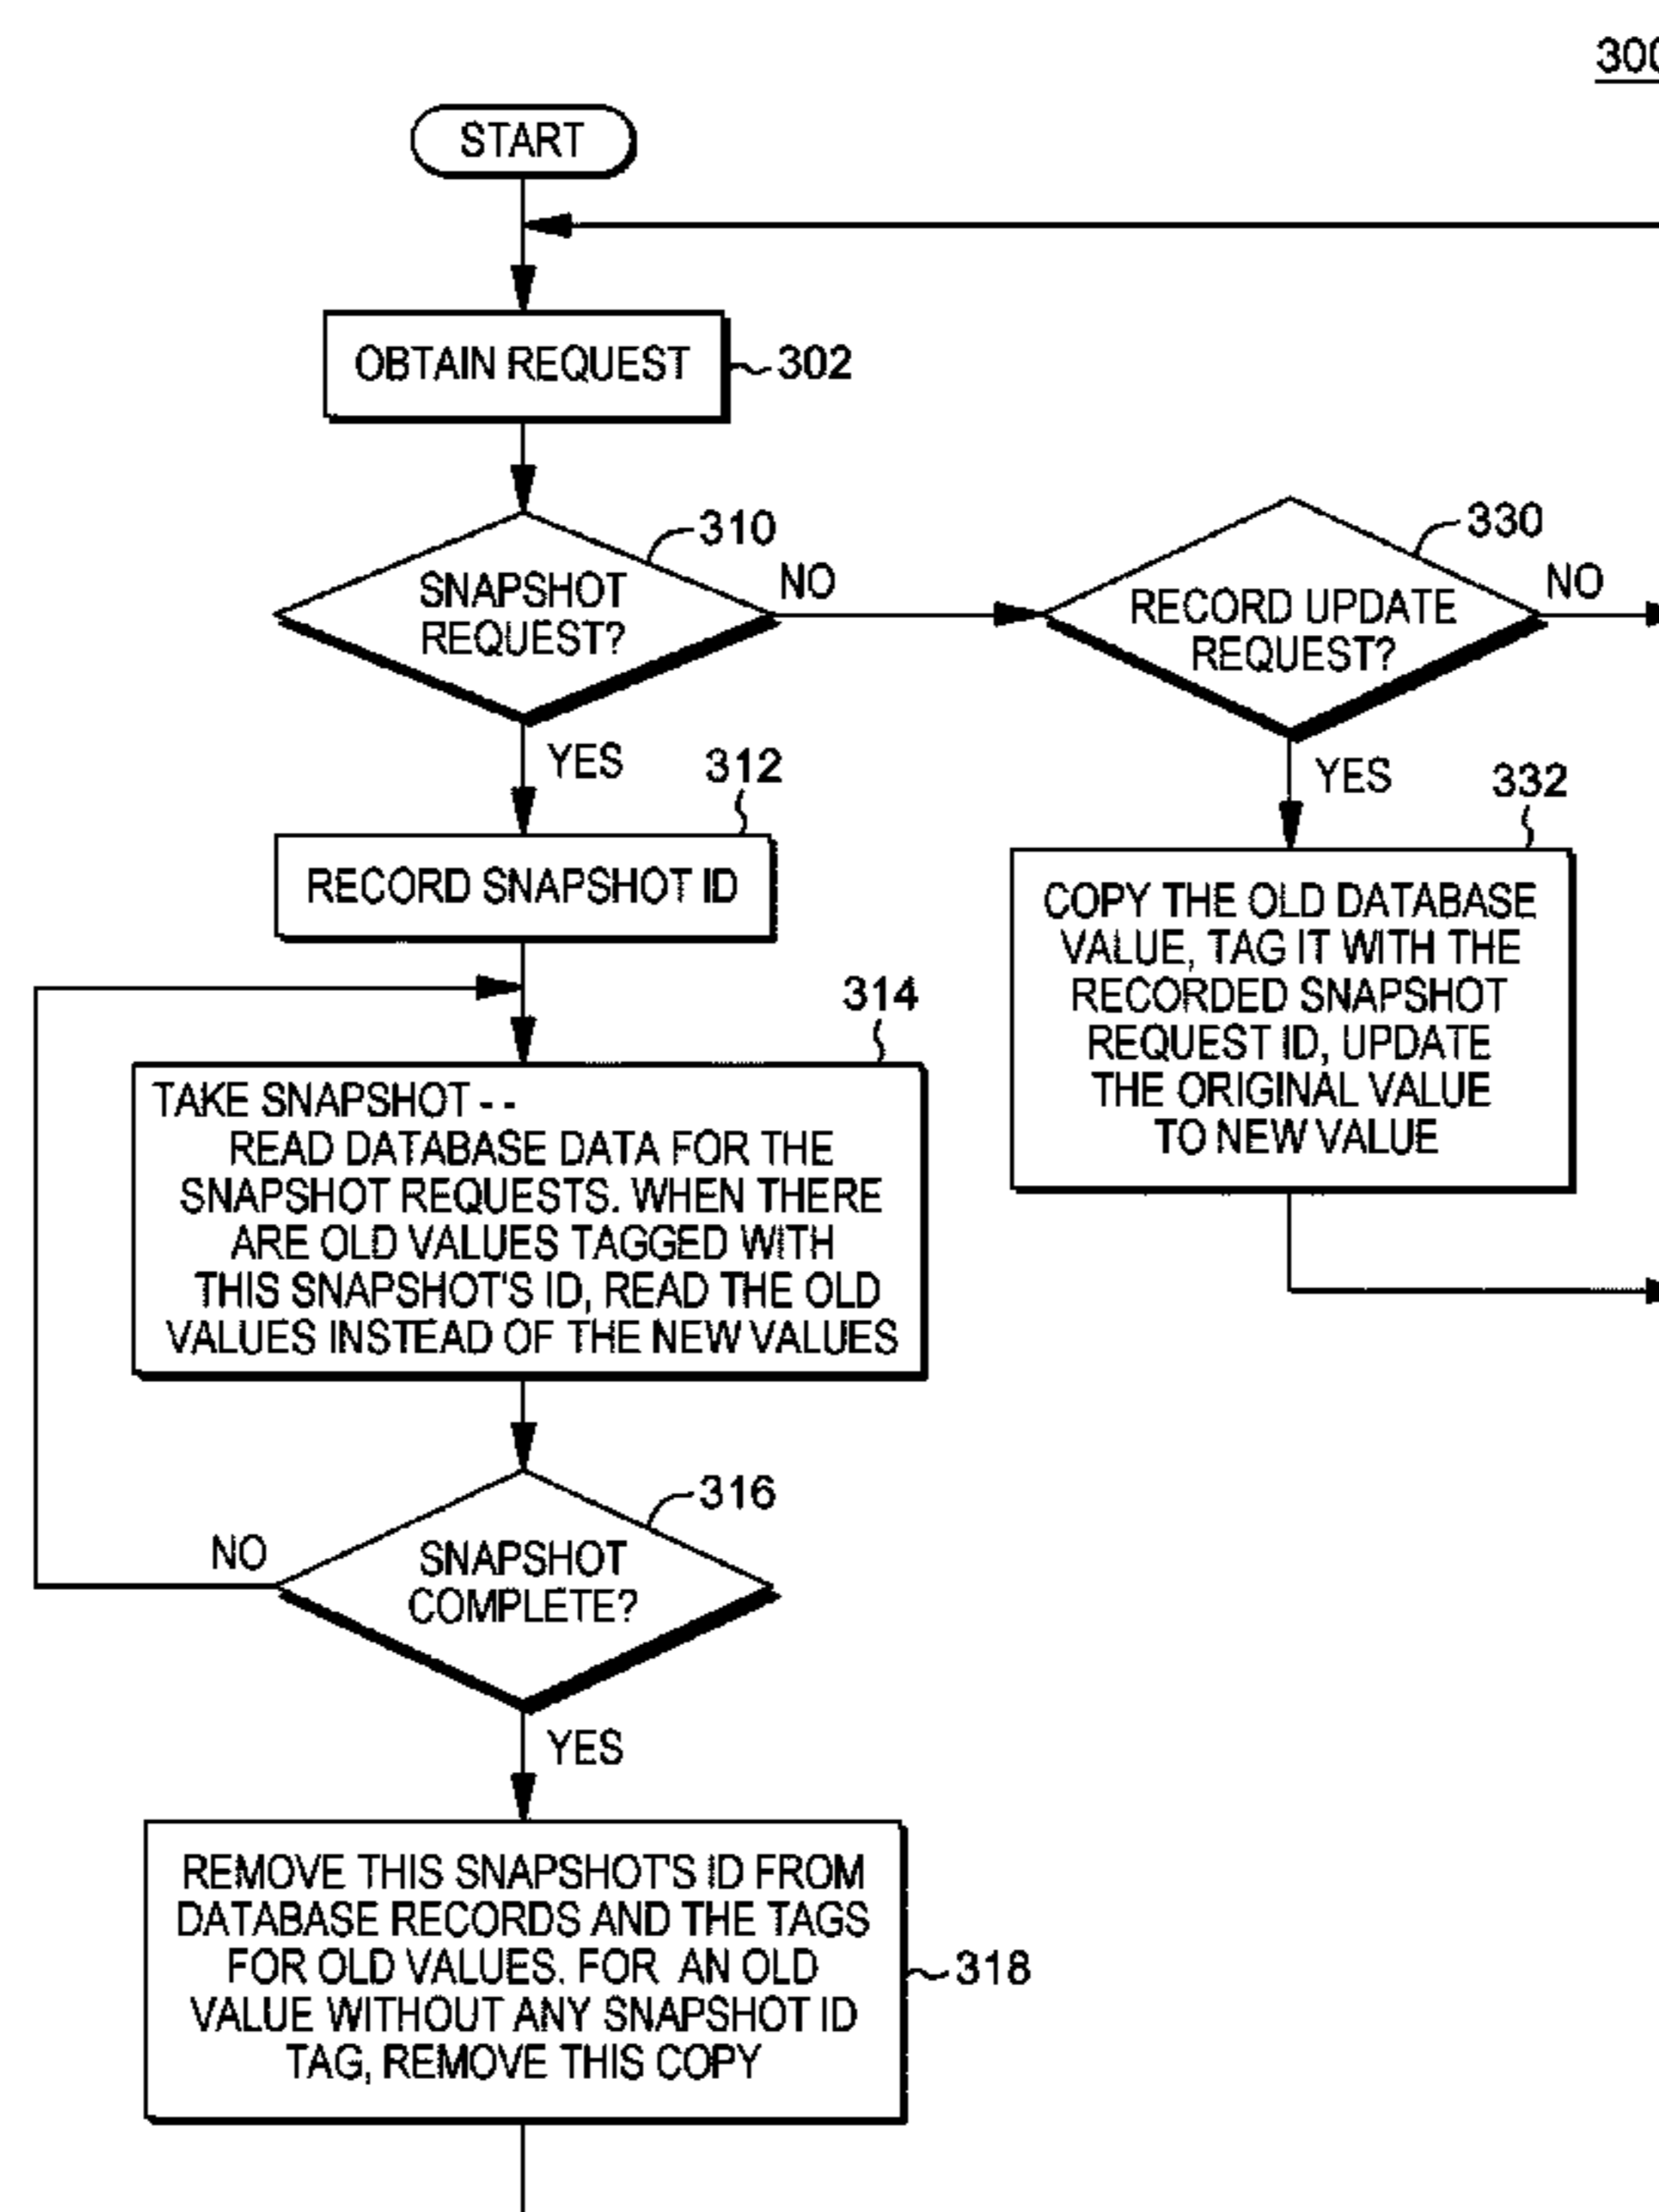 300
START
OBTAIN REQUEST
302
310
SNAPSHOT
REQUEST?
NO
330
RECORD UPDATE
REQUEST?
NO
YES
312
RECORD SNAPSHOT ID
YES
332
COPY THE OLD DATABASE
VALUE, TAG IT WITH THE
RECORDED SNAPSHOT
REQUEST ID, UPDATE
THE ORIGINAL VALUE
TO NEW VALUE
314
TAKE SNAPSHOT - -
READ DATABASE DATA FOR THE
SNAPSHOT REQUESTS. WHEN THERE
ARE OLD VALUES TAGGED WITH
THIS SNAPSHOT'S ID, READ THE OLD
VALUES INSTEAD OF THE NEW VALUES
316
NO
SNAPSHOT
COMPLETE?
YES
REMOVE THIS SNAPSHOT'S ID FROM
DATABASE RECORDS AND THE TAGS
FOR OLD VALUES. FOR AN OLD
VALUE WITHOUT ANY SNAPSHOT ID
TAG, REMOVE THIS COPY
318